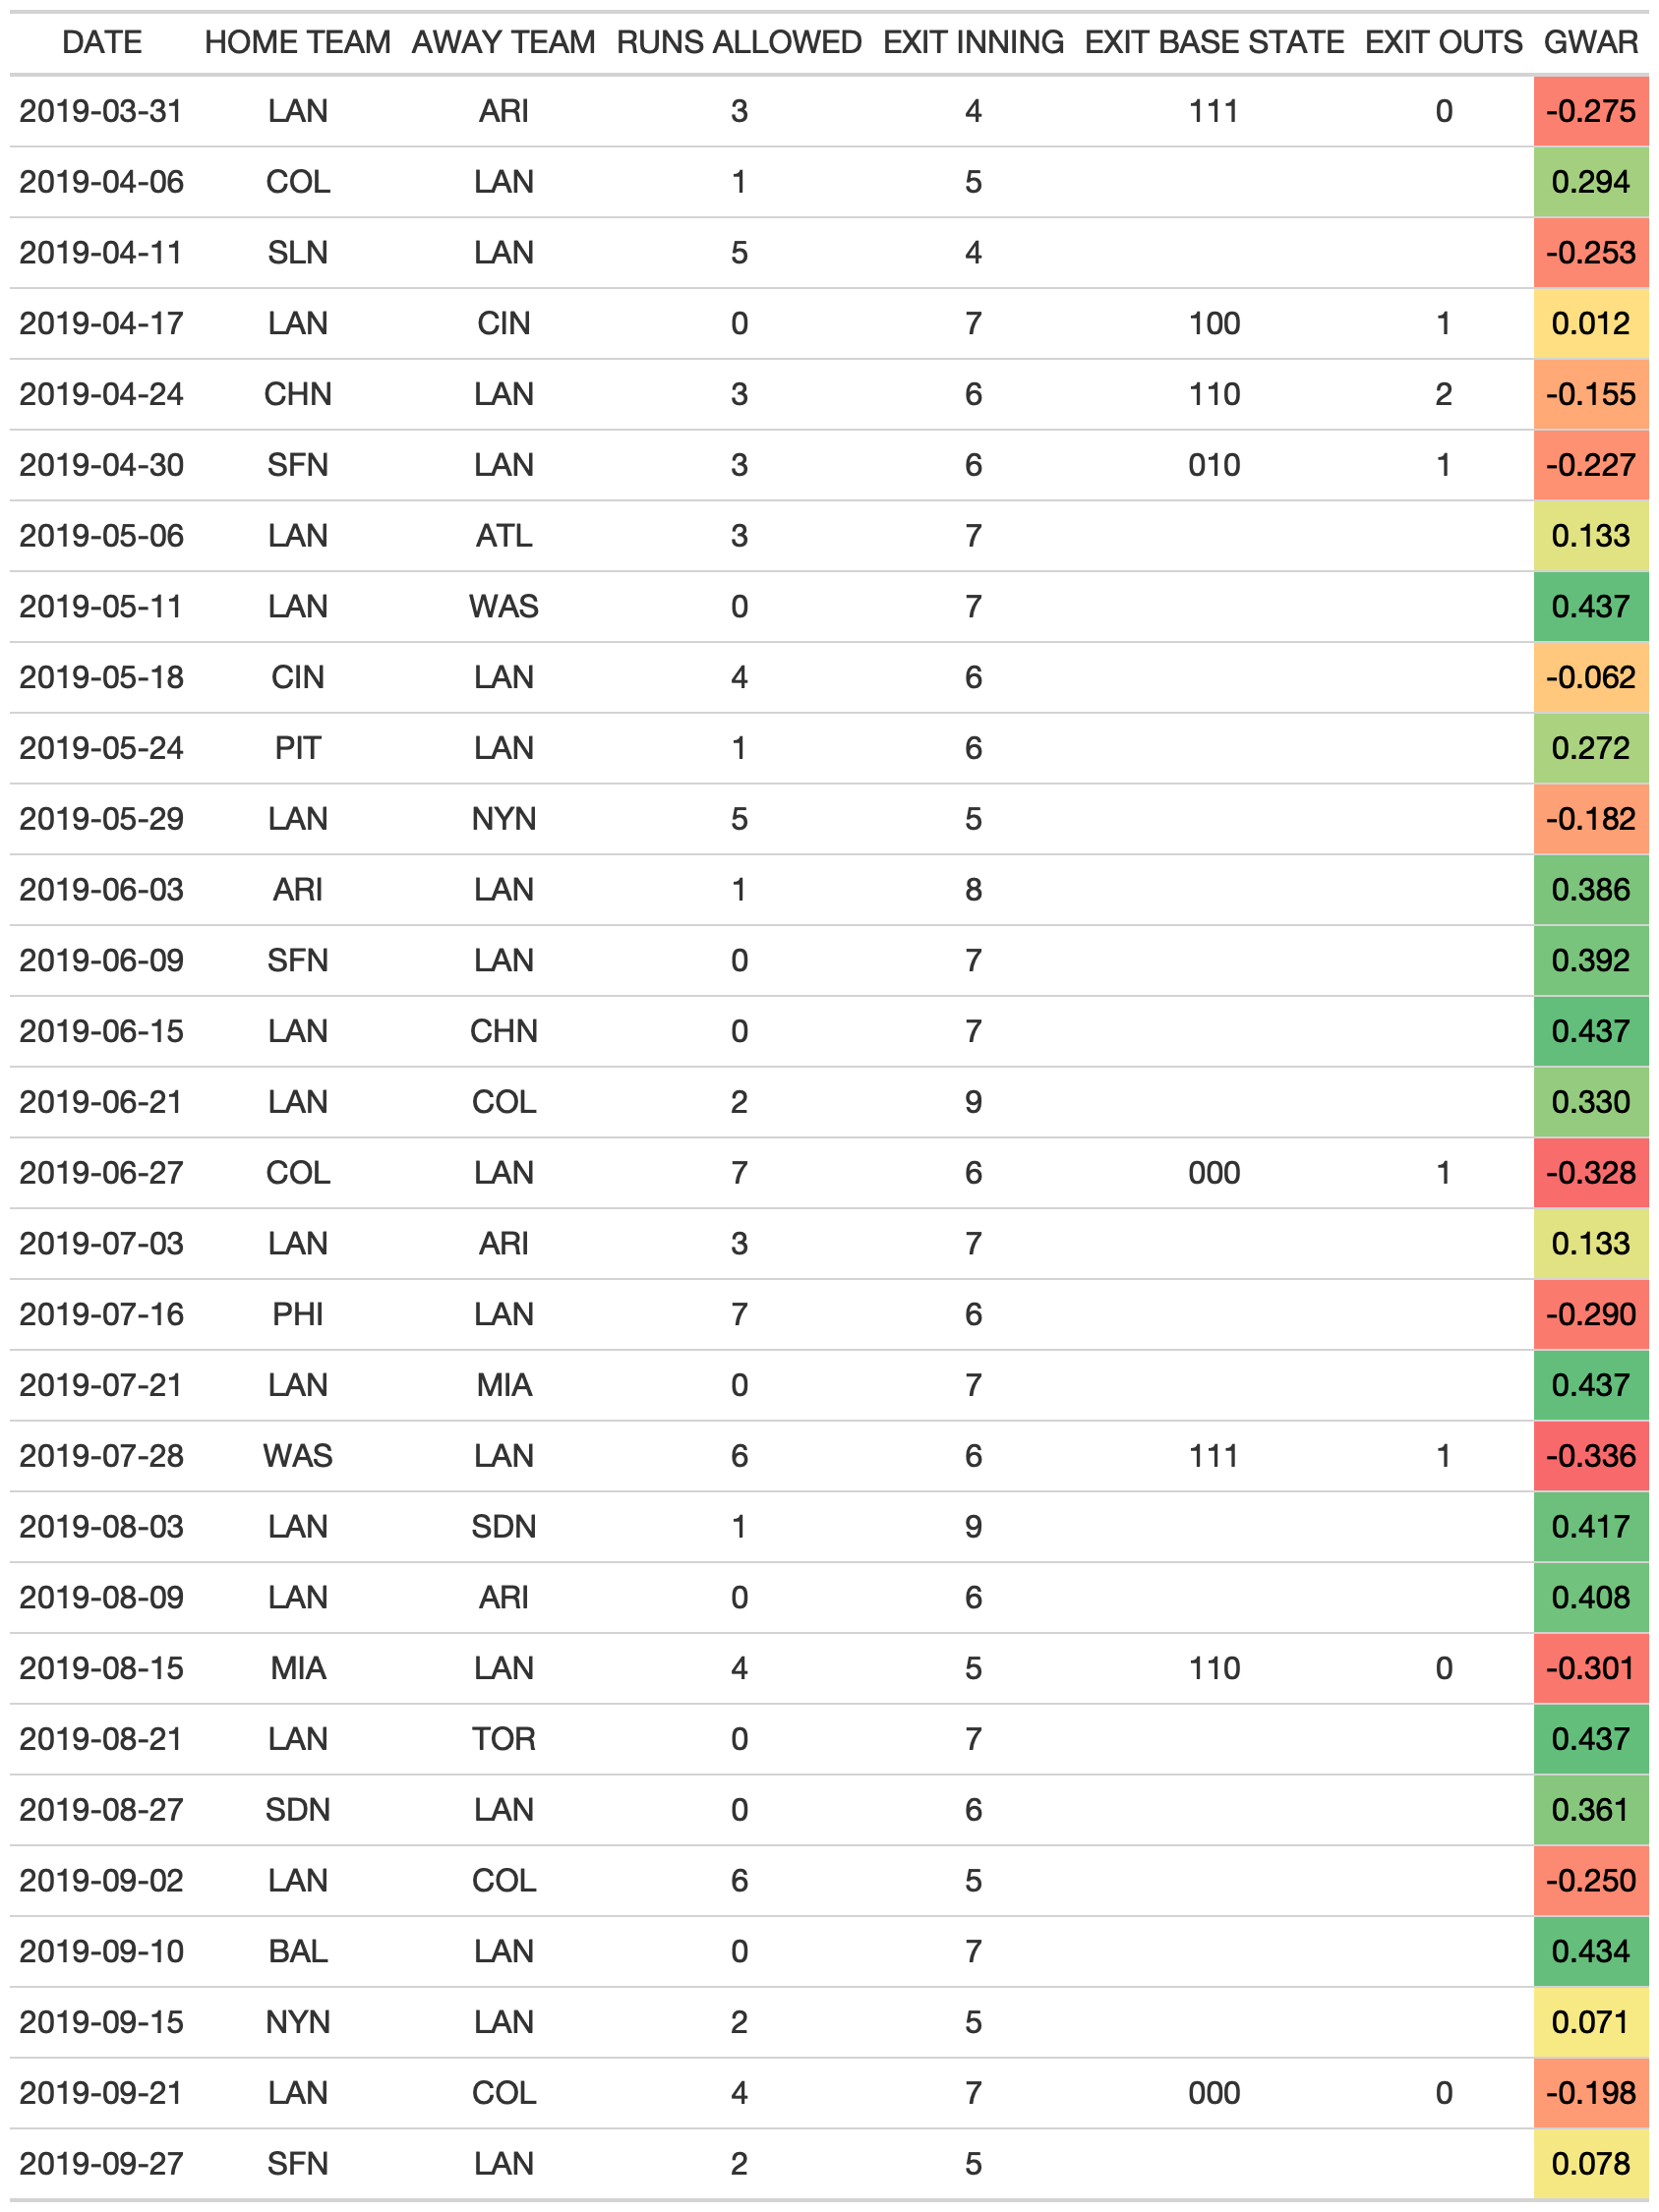 DATE HOME TEAM AWAY TEAM RUNS ALLOWED EXIT INNING EXIT BASE STATE EXIT OUTS GWAR
2019-03-31 LAN ARI 3 4 111 0 -0.275
2019-04-06 COL LAN 1 5 0.294
2019-04-11 SLN LAN 5 4 -0.253
2019-04-17 LAN CIN 0 7 100 1 0.012
2019-04-24 CHN LAN 3 6 110 2 -0.155
2019-04-30 SFN LAN 3 6 010 1 -0.227
2019-05-06 LAN ATL 3 7 0.133
2019-05-11 LAN WAS 0 7 0.437
2019-05-18 CIN LAN 4 6 -0.062
2019-05-24 PIT LAN 1 6 0.272
2019-05-29 LAN NYN 5 5 -0.182
2019-06-03 ARI LAN 1 8 0.386
2019-06-09 SFN LAN 0 7 0.392
2019-06-15 LAN CHN 0 7 0.437
2019-06-21 LAN COL 2 9 0.330
2019-06-27 COL LAN 7 6 000 1 -0.328
2019-07-03 LAN ARI 3 7 0.133
2019-07-16 PHI LAN 7 6 -0.290
2019-07-21 LAN MIA 0 7 0.437
2019-07-28 WAS LAN 6 6 111 1 -0.336
2019-08-03 LAN SDN 1 9 0.417
2019-08-09 LAN ARI 0 6 0.408
2019-08-15 MIA LAN 4 5 110 0 -0.301
2019-08-21 LAN TOR 0 7 0.437
2019-08-27 SDN LAN 0 6 0.361
2019-09-02 LAN COL 6 5 -0.250
2019-09-10 BAL LAN 0 7 0.434
2019-09-15 NYN LAN 2 5 0.071
2019-09-21 LAN COL 4 7 000 0 -0.198
2019-09-27 SFN LAN 2 5 0.078